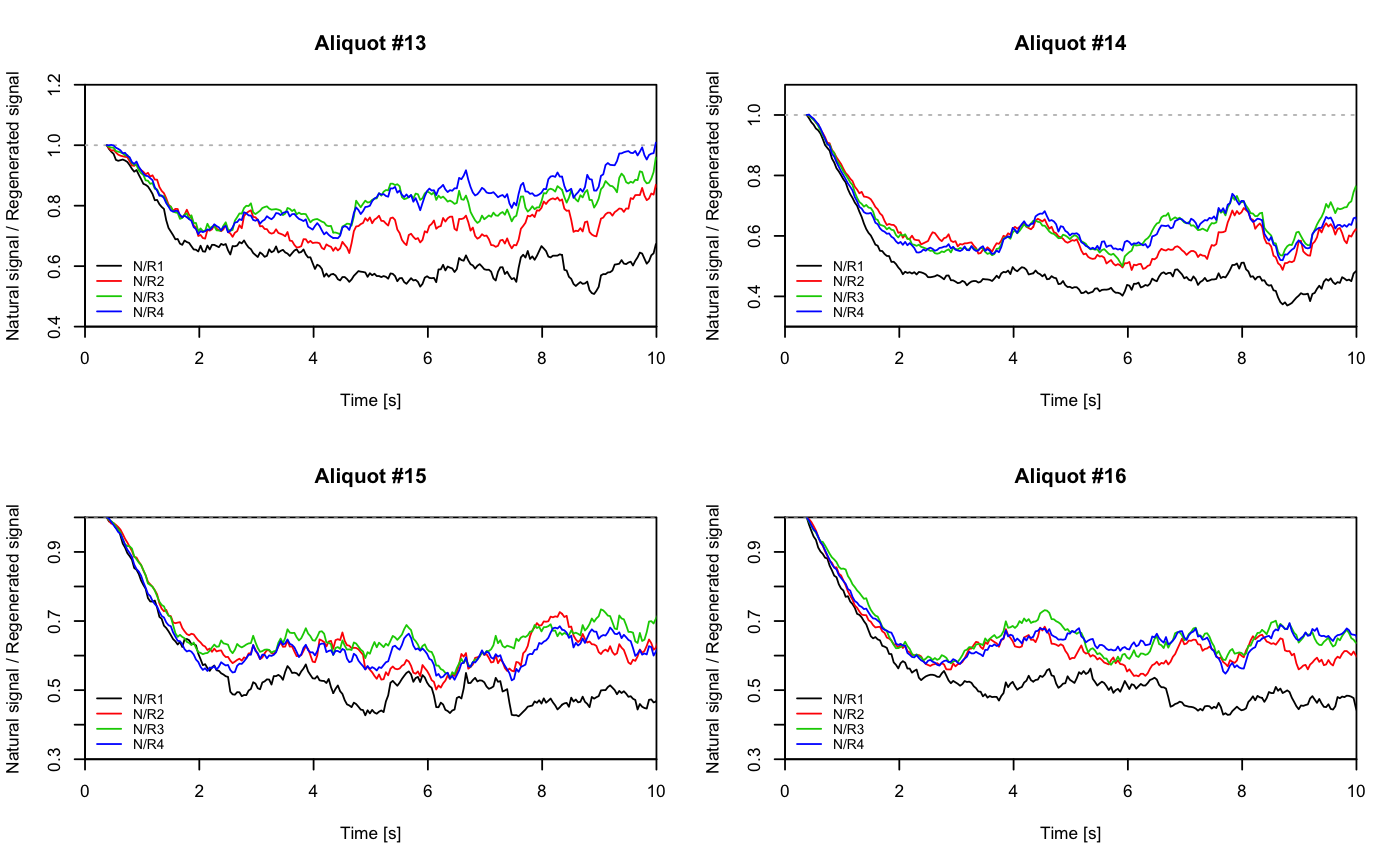 Aliquot #13
Natural signal / Regenerated signal
1.2
1.0
0.8
0.6
0.4
N/R1
N/R2
N/R3
N/R4
0 2 4 6 8 10
Time [s]
Aliquot #14
Natural signal / Regenerated signal
1.0
0.8
0.6
0.4
N/R1
N/R2
N/R3
N/R4
0 2 4 6 8 10
Time [s]
Aliquot #15
Natural signal / Regenerated signal
0.9
0.7
0.5
0.3
N/R1
N/R2
N/R3
N/R4
0 2 4 6 8 10
Time [s]
Aliquot #16
Natural signal / Regenerated signal
0.9
0.7
0.5
0.3
N/R1
N/R2
N/R3
N/R4
0 2 4 6 8 10
Time [s]